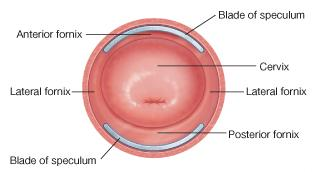 Blade of speculum
Anterior fornix
Cervix
Lateral fornix
Lateral fornix
Posterior fornix
Blade of speculum